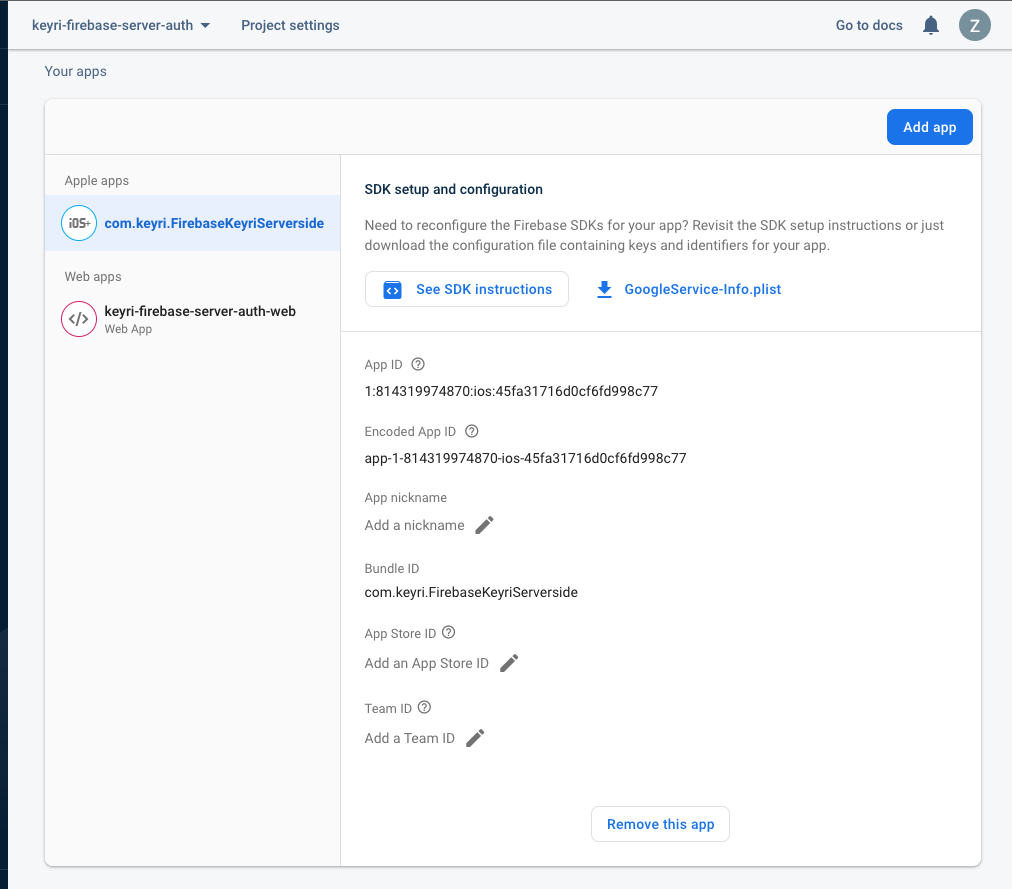 keyri-firebase-server-auth
Project settings
Go to docs
Z
Your apps
Add app
Apple apps
iOS+
com.keyri.FirebaseKeyriServerside
Web apps
</>
keyri-firebase-server-auth-web
Web App
SDK setup and configuration
Need to reconfigure the Firebase SDKs for your app? Revisit the SDK setup instructions or just
download the configuration file containing keys and identifiers for your app.
See SDK instructions
GoogleService-Info.plist
App ID
1:814319974870:ios:45fa31716d0cf6fd998c77
Encoded App ID
app-1-814319974870-ios-45fa31716d0cf6fd998c77
App nickname
Add a nickname
Bundle ID
com.keyri.FirebaseKeyriServerside
App Store ID
Add an App Store ID
Team ID
Add a Team ID
Remove this app